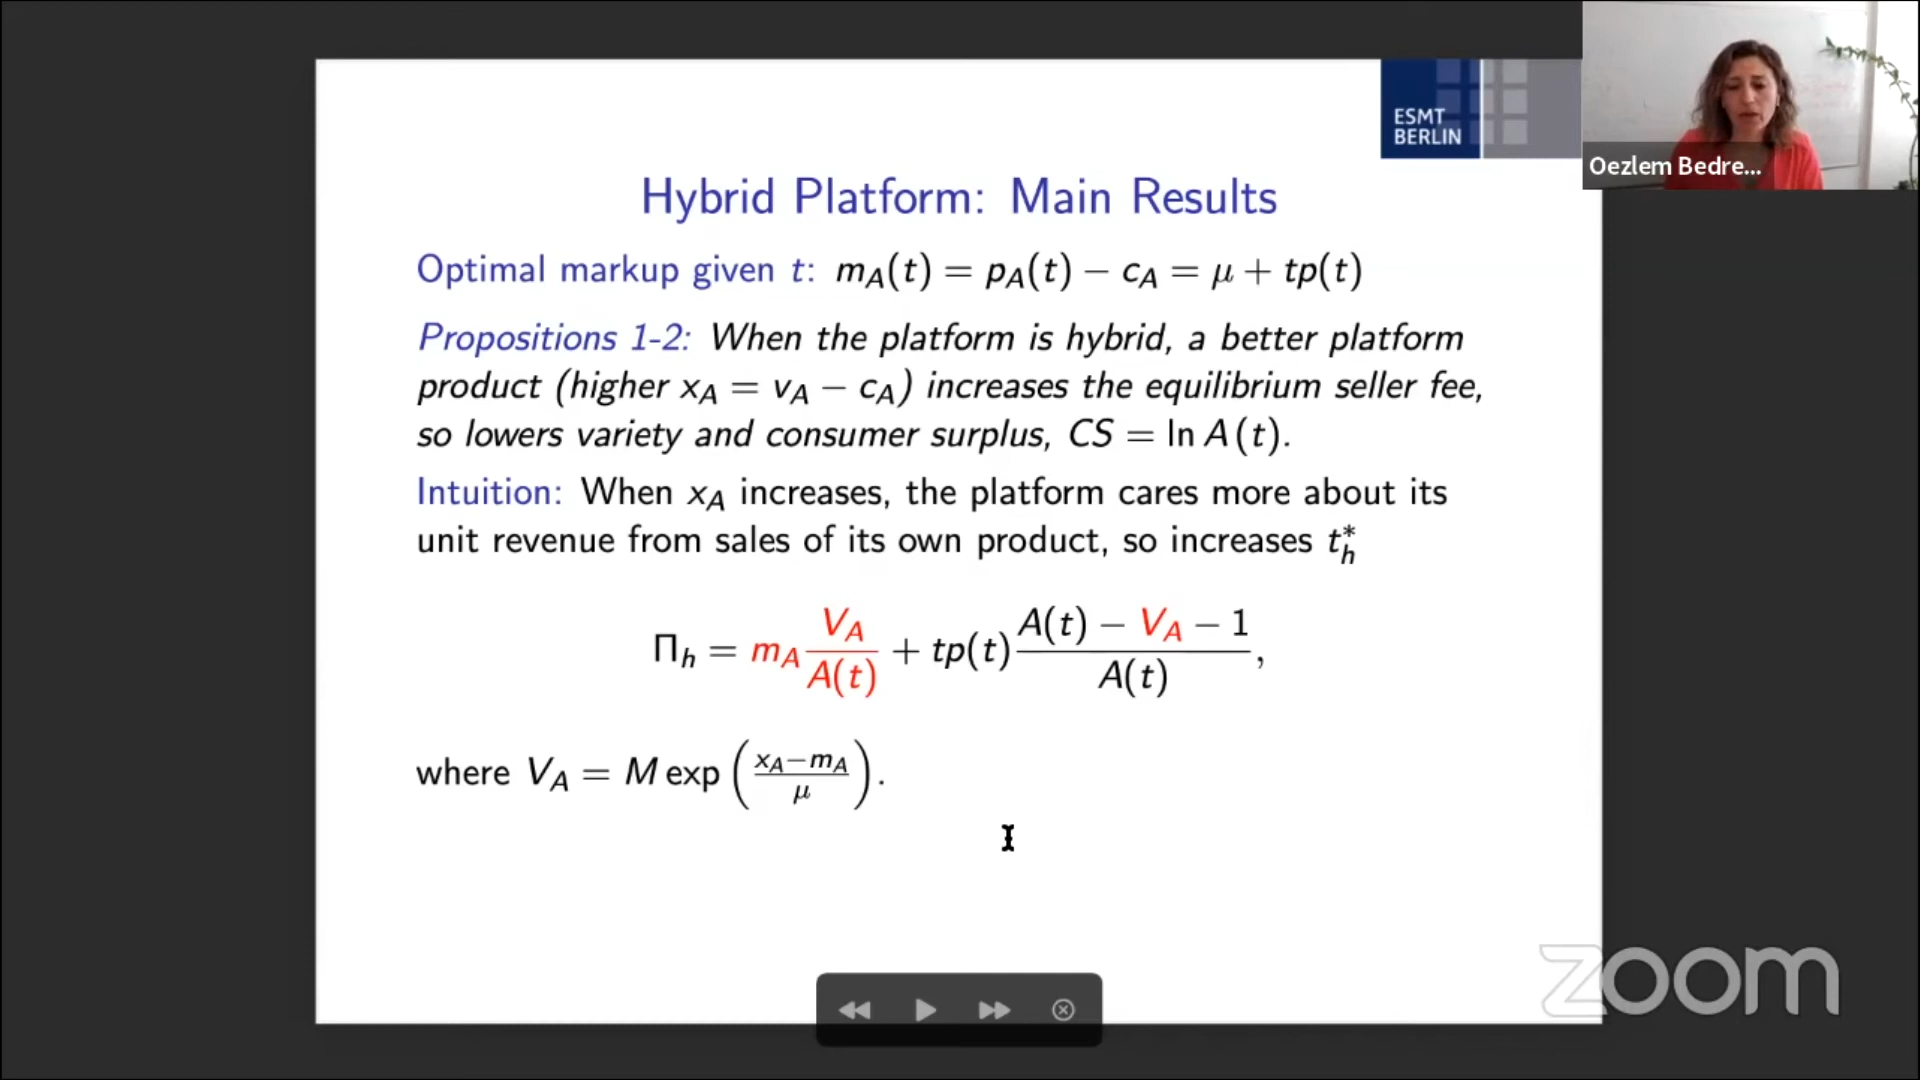 ESMT
BERLIN
Oezlem Bedre...
Hybrid Platform: Main Results
Optimal markup given t: m_A(t) = p_A(t) − c_A = μ + tp(t)
Propositions 1-2: When the platform is hybrid, a better platform
product (higher x_A = v_A − c_A) increases the equilibrium seller fee,
so lowers variety and consumer surplus, CS = ln A(t).
Intuition: When x_A increases, the platform cares more about its
unit revenue from sales of its own product, so increases t_h^*
Π_h = m_A \frac{V_A}{A(t)} + tp(t) \frac{A(t) − V_A − 1}{A(t)},
where V_A = M exp (\frac{x_A−m_A}{μ}).
zoom